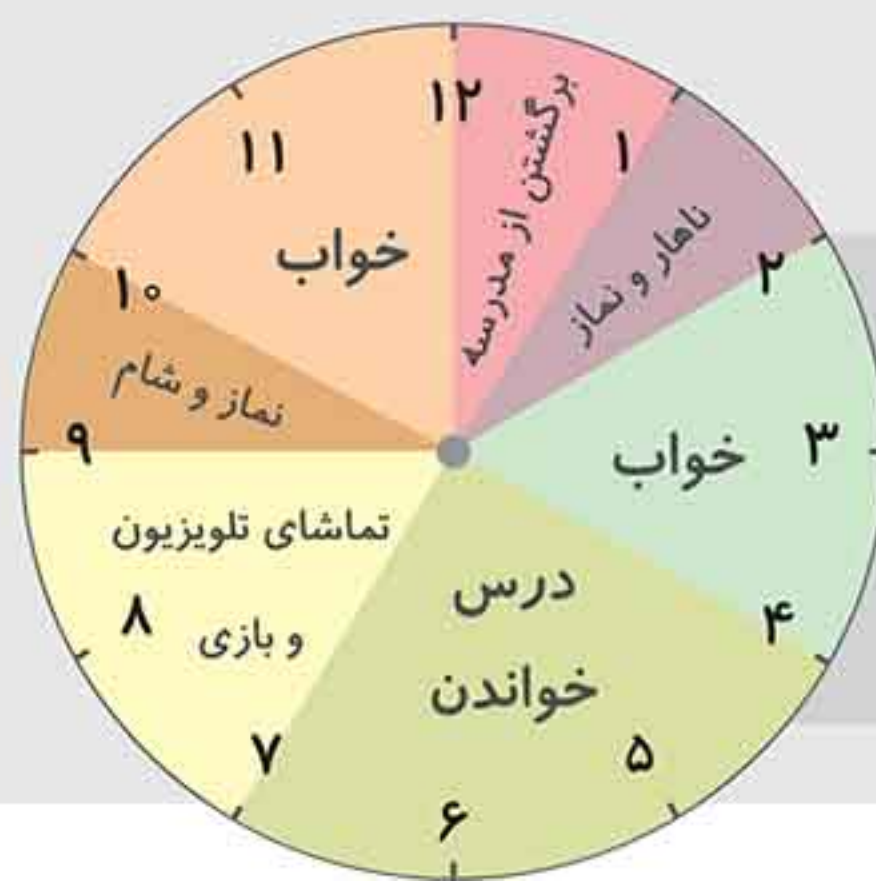 ۱۲
برگشتن از مدرسه
۱
ناهار و نماز
۲
خواب
۳
۴
درس
خواندن
۵
۶
۷
تماشای تلویزیون
و بازی
۸
۹
نماز و شام
۱۰
خواب
۱۱